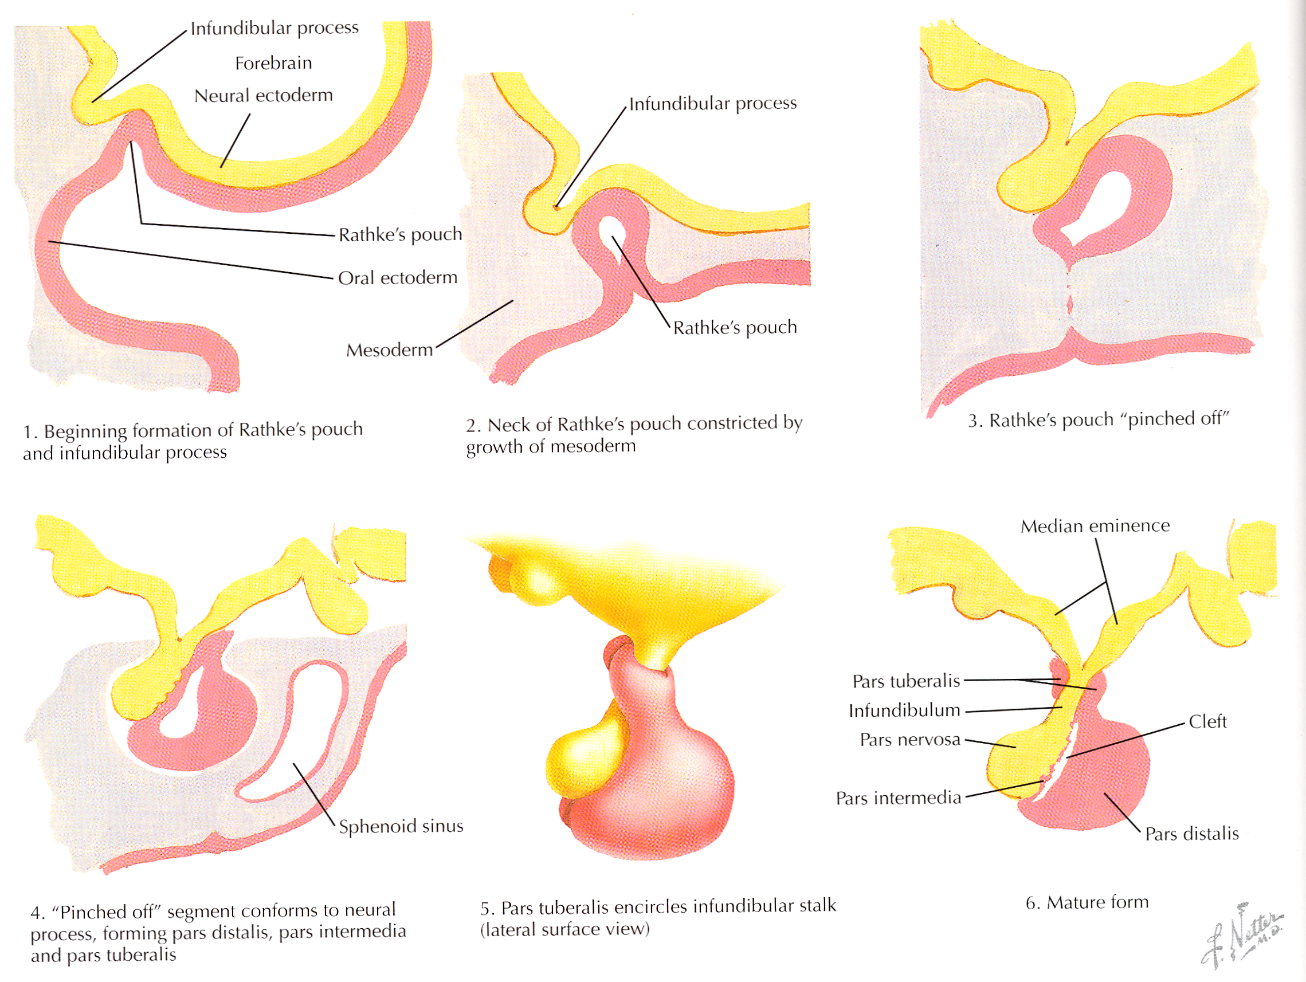 Infundibular process
Forebrain
Neural ectoderm
Rathke's pouch
Oral ectoderm
1. Beginning formation of Rathke's pouch
and infundibular process
Infundibular process
Rathke's pouch
Mesoderm
2. Neck of Rathke's pouch constricted by
growth of mesoderm
3. Rathke's pouch “pinched off”
Sphenoid sinus
4. “Pinched off” segment conforms to neural
process, forming pars distalis, pars intermedia
and pars tuberalis
5. Pars tuberalis encircles infundibular stalk
(lateral surface view)
Median eminence
Pars tuberalis
Infundibulum
Pars nervosa
Cleft
Pars intermedia
Pars distalis
6. Mature form
F. Netter
M.D.